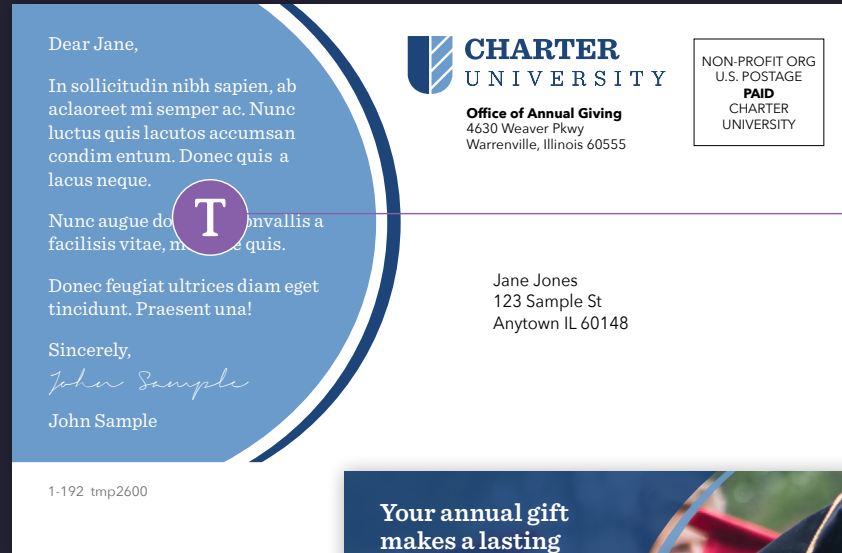 Dear Jane,
In sollicitudin nibh sapien, ab
aclaoreet mi semper ac. Nunc
luctus quis lacutos accumsan
condim entum. Donec quis a
lacus neque.
Nunc augue do
T
onvallis a
facilisis vitae, m
e quis.
Donec feugiat ultrices diam eget
tincidunt. Praesent una!
Sincerely,
John Sample
John Sample
CHARTER
UNIVERSITY
Office of Annual Giving
4630 Weaver Pkwy
Warrenville, Illinois 60555
NON-PROFIT ORG
U.S. POSTAGE
PAID
CHARTER
UNIVERSITY
Jane Jones
123 Sample St
Anytown IL 60148
1-192 tmp2600
Your annual gift
makes a lasting